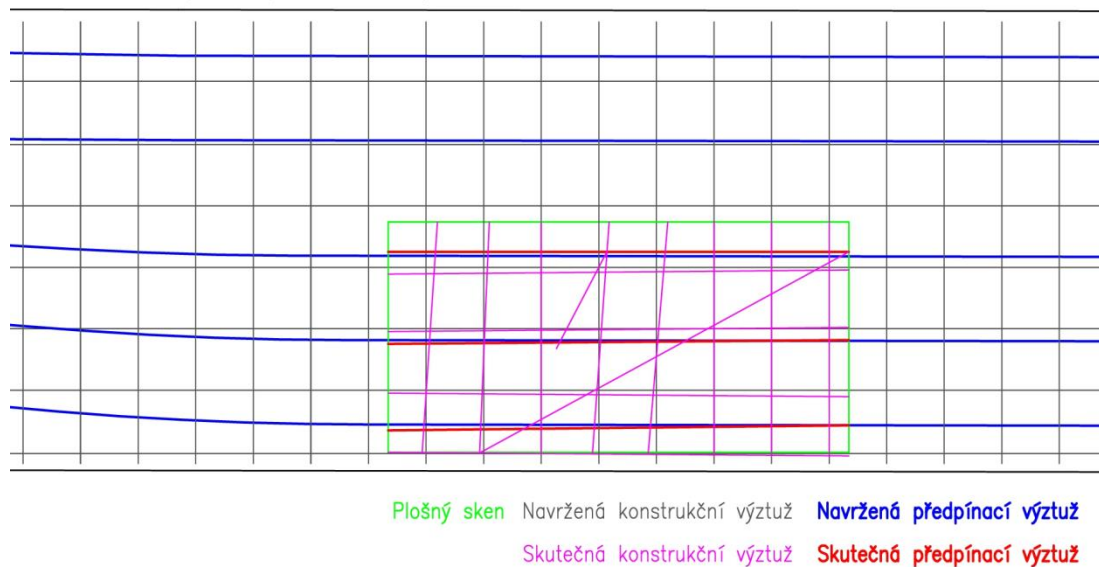 Plošný sken Navržená konstrukční výztuž Navržená předpínací výztuž
Skutečná konstrukční výztuž Skutečná předpínací výztuž